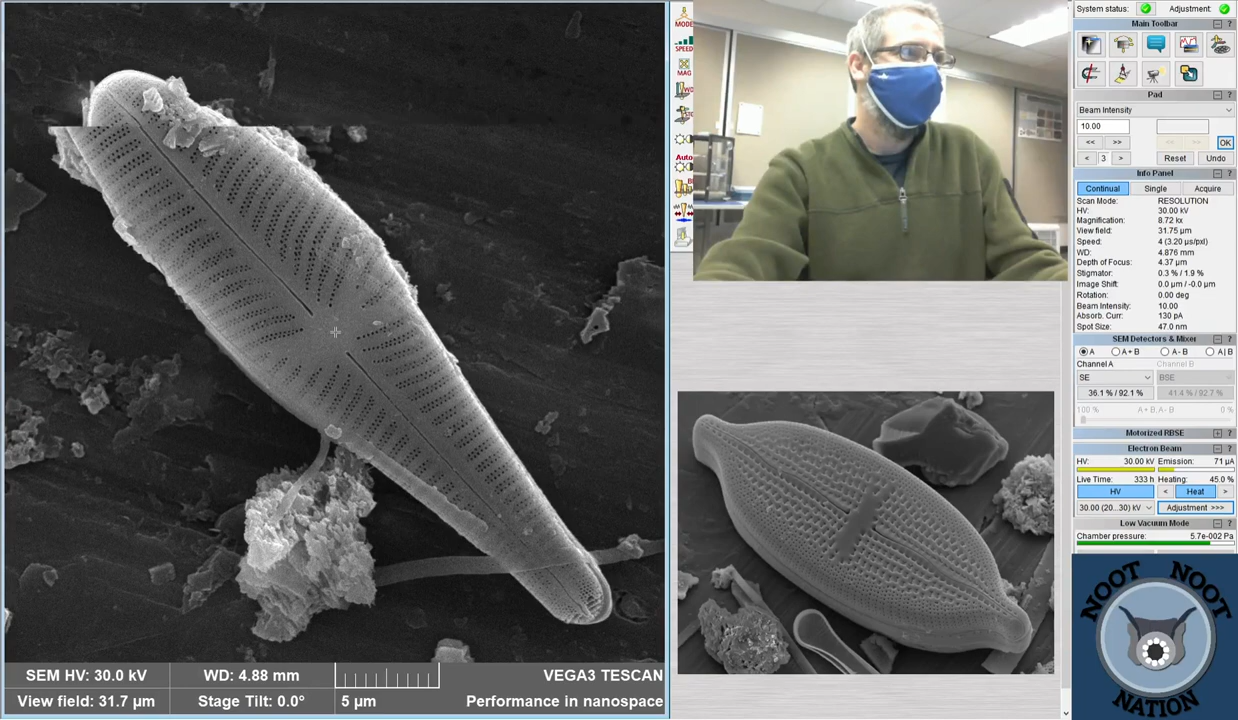 SEM HV: 30.0 kV
WD: 4.88 mm
VEGA3 TESCAN
View field: 31.7 µm
Stage Tilt: 0.0°
5 µm
Performance in nanospace
MODE
SPEED
MAG
WD
Auto
System status:
Adjustment:
Main Toolbar
Pad
Beam Intensity
10.00
<< >>
<< >>
OK
< 3 >
Reset
Undo
Info Panel
Continual Single Acquire
Scan Mode: RESOLUTION
HV: 30.00 kV
Magnification: 8.72 kx
View field: 31.75 µm
Speed: 4 (3.20 µs/pxl)
WD: 4.876 mm
Depth of Focus: 4.37 µm
Stigmator: 0.3 % / 1.9 %
Image Shift: 0.0 µm / -0.0 µm
Rotation: 0.00 deg
Beam Intensity: 10.00
Absorb. Curr: 130 pA
Spot Size: 47.0 nm
SEM Detectors & Mixer
A A + B A - B A | B
Channel A Channel B
SE BSE
36.1 % / 92.1 % 41.4 % / 92.7 %
100 % A + B; A - B 0 %
Motorized RBSE
Electron Beam
HV: 30.00 kV Emission: 71 µA
Live Time: 333 h Heating: 45.0 %
HV < Heat >
30.00 (20...30) kV Adjustment >>>
Low Vacuum Mode
Chamber pressure: 5.7e-002 Pa
NOOT NOOT
NATION